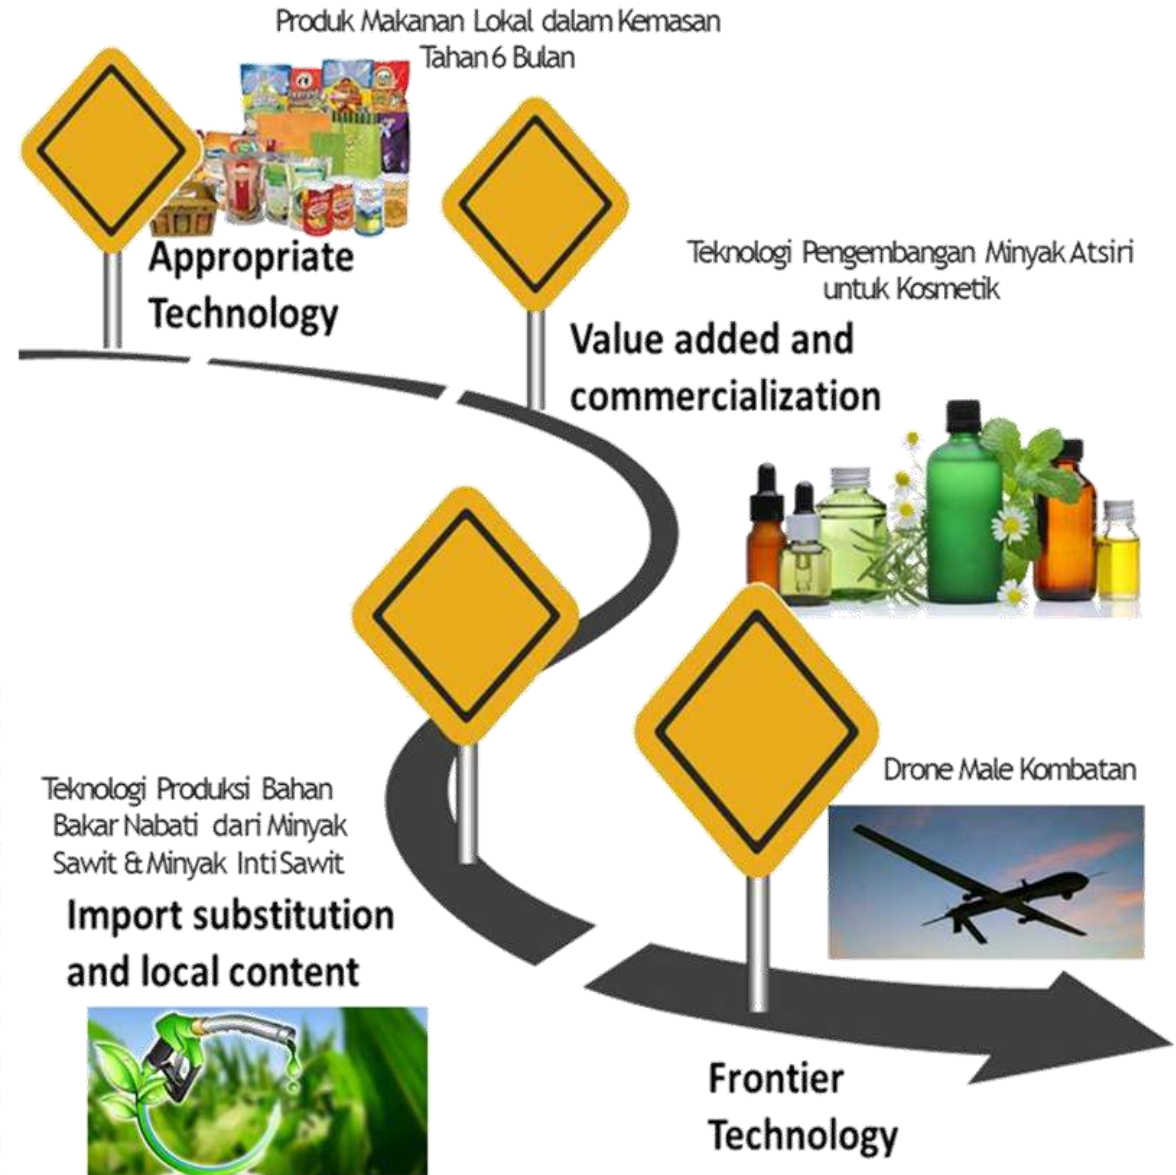 Produk Makanan Lokal dalam Kemasan
Tahan 6 Bulan
Appropriate
Technology
Teknologi Pengembangan Minyak Atsiri
untuk Kosmetik
Value added and
commercialization
Teknologi Produksi Bahan
Bakar Nabati dari Minyak
Sawit & Minyak Inti Sawit
Import substitution
and local content
Drone Male Kombatan
Frontier
Technology